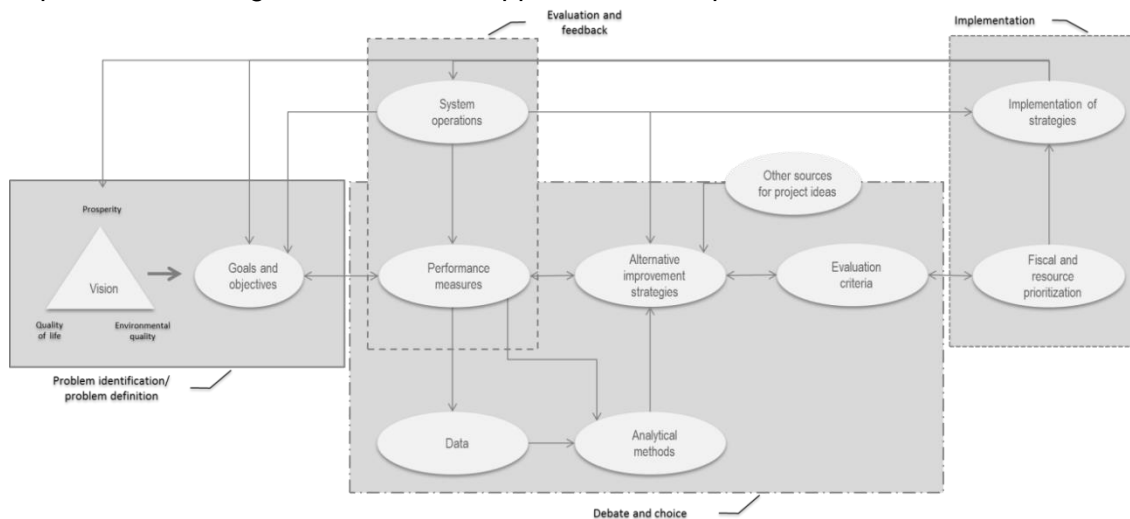 Evaluation and
feedback
Implementation
System
operations
Implementation of
strategies
Other sources
for project ideas
Prosperity
Vision
Quality
of life
Environmental
quality
Goals and
objectives
Performance
measures
Alternative
improvement
strategies
Evaluation
criteria
Fiscal and
resource
prioritization
Problem identification/
problem definition
Data
Analytical
methods
Debate and choice